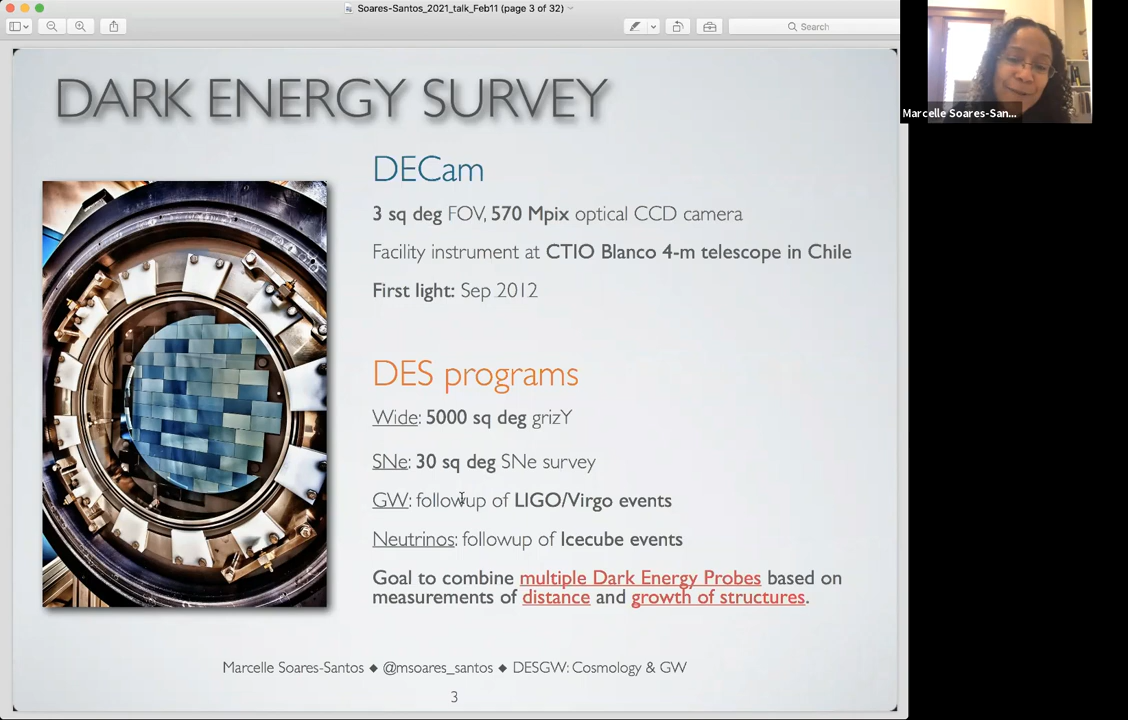 Soares-Santos_2021_talk_Feb11 (page 3 of 32)
Search
Marcelle Soares-San...
DARK ENERGY SURVEY
DECam
3 sq deg FOV, 570 Mpix optical CCD camera
Facility instrument at CTIO Blanco 4-m telescope in Chile
First light: Sep 2012
DES programs
Wide: 5000 sq deg grizY
SNe: 30 sq deg SNe survey
GW: followup of LIGO/Virgo events
Neutrinos: followup of Icecube events
Goal to combine multiple Dark Energy Probes based on
measurements of distance and growth of structures.
Marcelle Soares-Santos ◆ @msoares_santos ◆ DESGW: Cosmology & GW
3